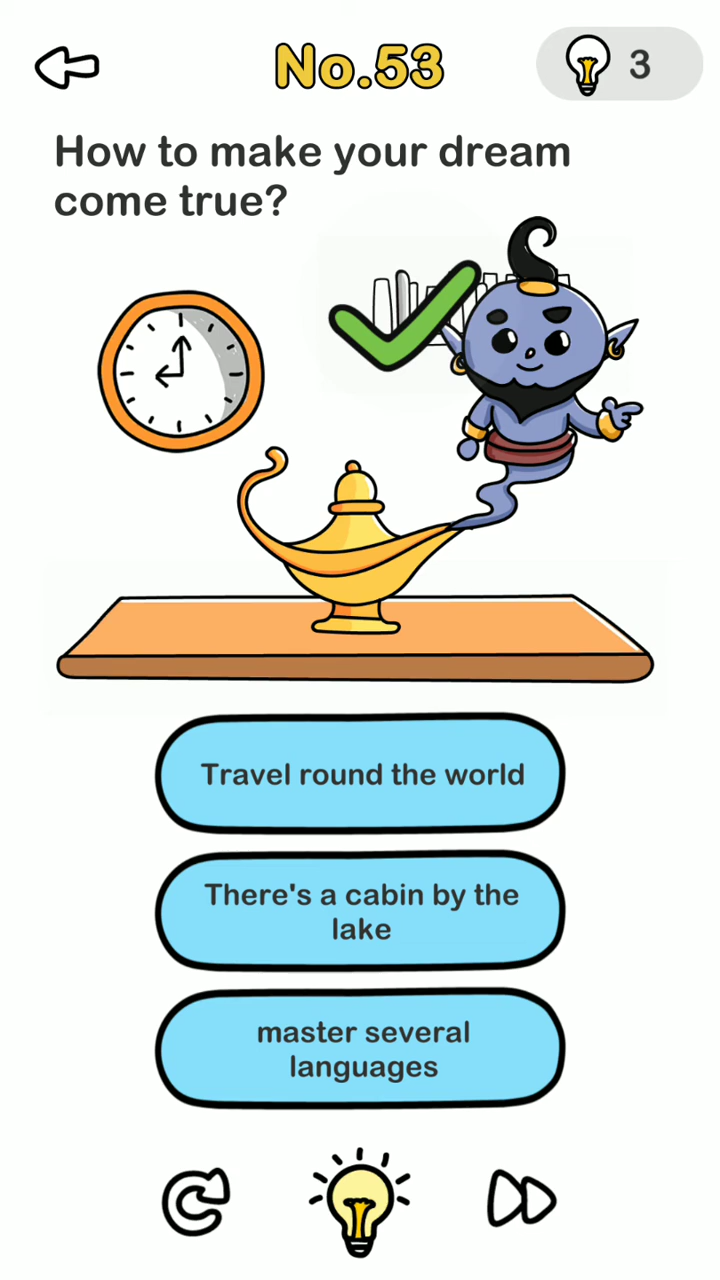 No.53
3
How to make your dream
come true?
Travel round the world
There's a cabin by the
lake
master several
languages